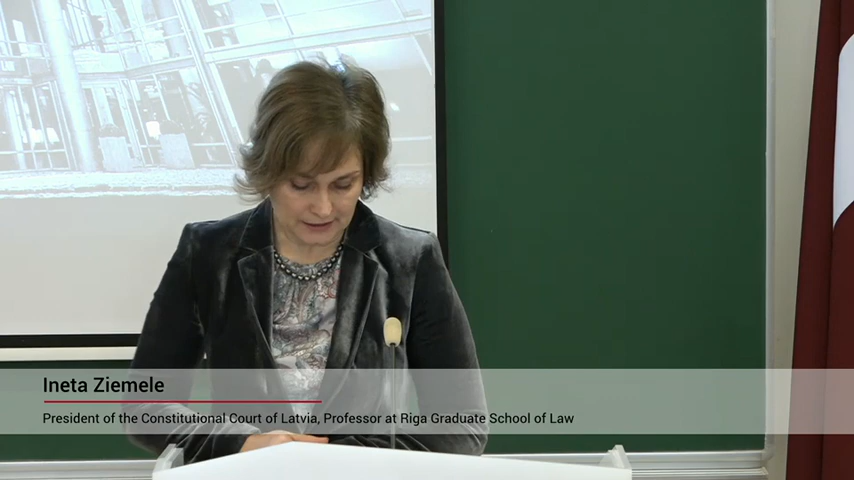 Ineta Ziemele
President of the Constitutional Court of Latvia, Professor at Riga Graduate School of Law